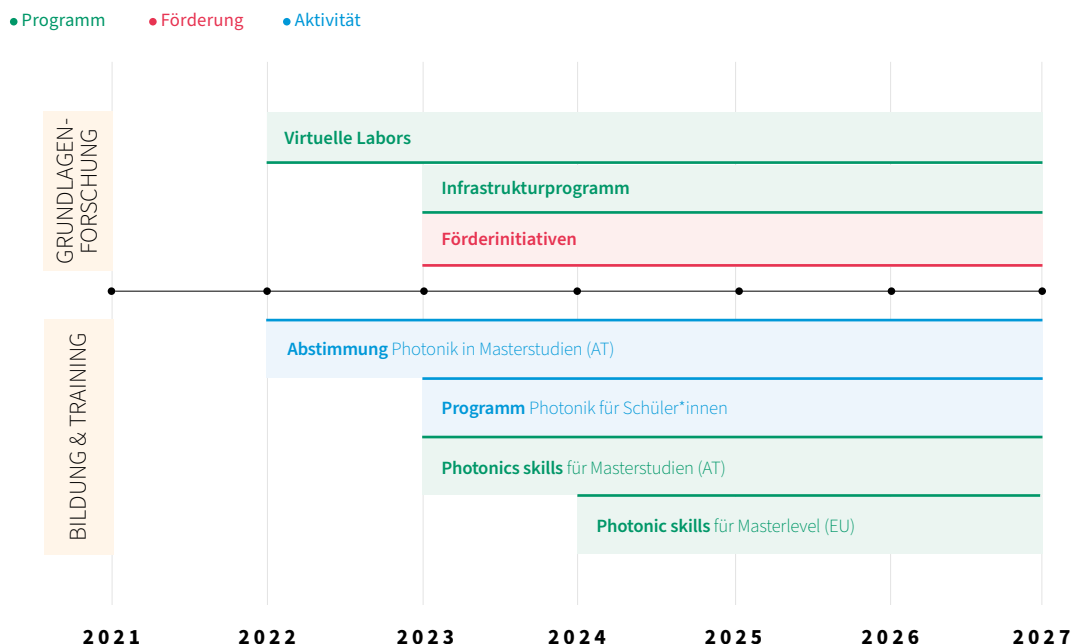 Programm Förderung Aktivität
GRUNDLAGEN-
FORSCHUNG
Virtuelle Labors
Infrastrukturprogramm
Förderinitiativen
BILDUNG & TRAINING
Abstimmung Photonik in Masterstudien (AT)
Programm Photonik für Schüler*innen
Photonics skills für Masterstudien (AT)
Photonic skills für Masterlevel (EU)
2021 2022 2023 2024 2025 2026 2027